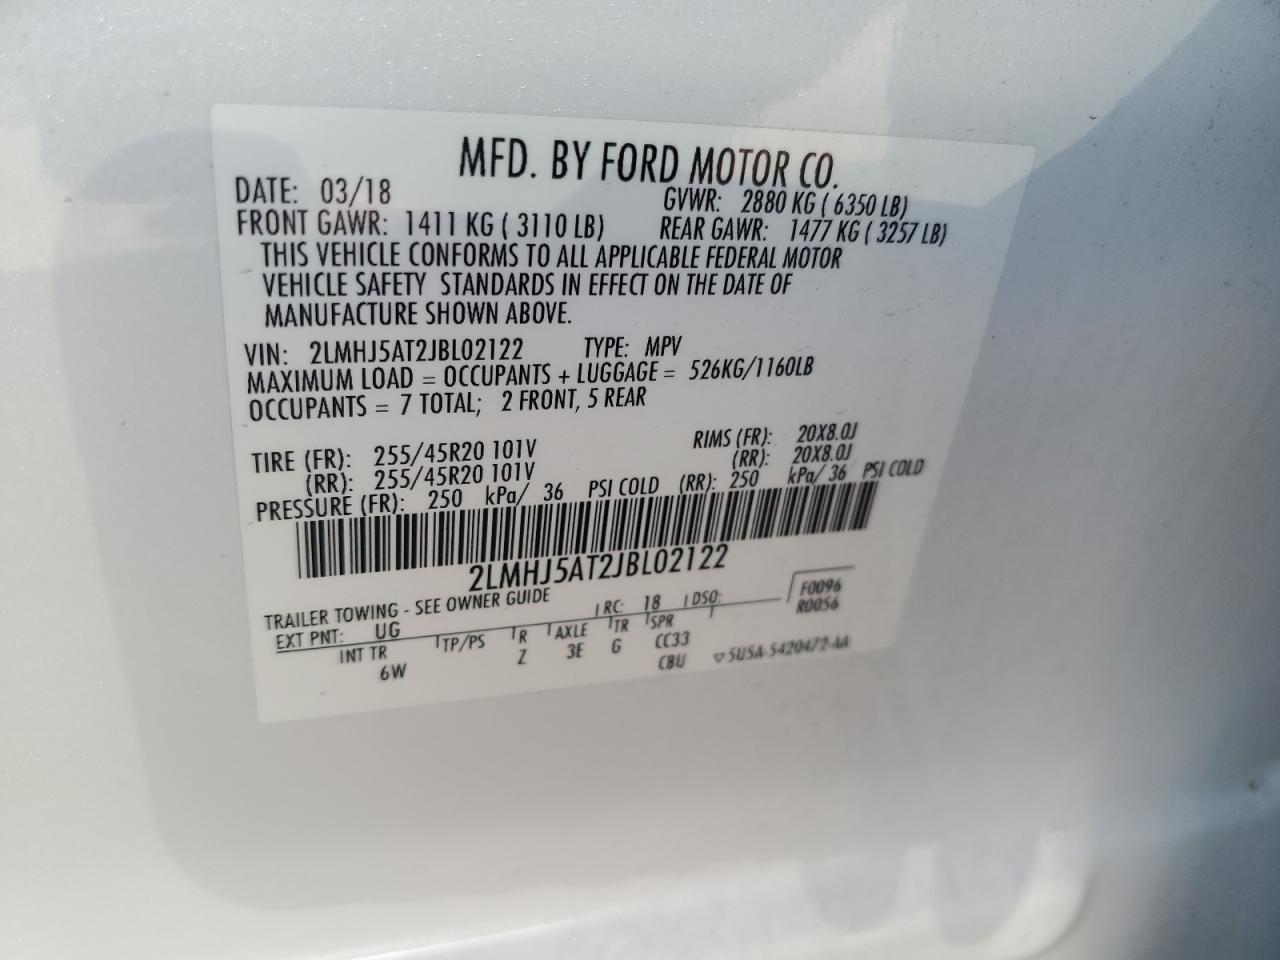 MFD. BY FORD MOTOR CO.
DATE: 03/18 GVWR: 2880 KG ( 6350 LB)
FRONT GAWR: 1411 KG ( 3110 LB) REAR GAWR: 1477 KG ( 3257 LB)
THIS VEHICLE CONFORMS TO ALL APPLICABLE FEDERAL MOTOR
VEHICLE SAFETY STANDARDS IN EFFECT ON THE DATE OF
MANUFACTURE SHOWN ABOVE.
VIN: 2LMHJ5AT2JBL02122 TYPE: MPV
MAXIMUM LOAD = OCCUPANTS + LUGGAGE = 526KG/1160LB
OCCUPANTS = 7 TOTAL; 2 FRONT, 5 REAR
TIRE (FR): 255/45R20 101V RIMS (FR): 20X8.0J
(RR): 255/45R20 101V (RR): 20X8.0J
PRESSURE (FR): 250 kPa/ 36 PSI COLD (RR): 250 kPa/ 36 PSI COLD
2LMHJ5AT2JBL02122
TRAILER TOWING - SEE OWNER GUIDE
EXT PNT: UG RC: 18 DSO: F0096
R0056
INT TR TP/PS R AXLE TR SPR
6W Z 3E G CC33
CBU 5U5A-5420472-AA